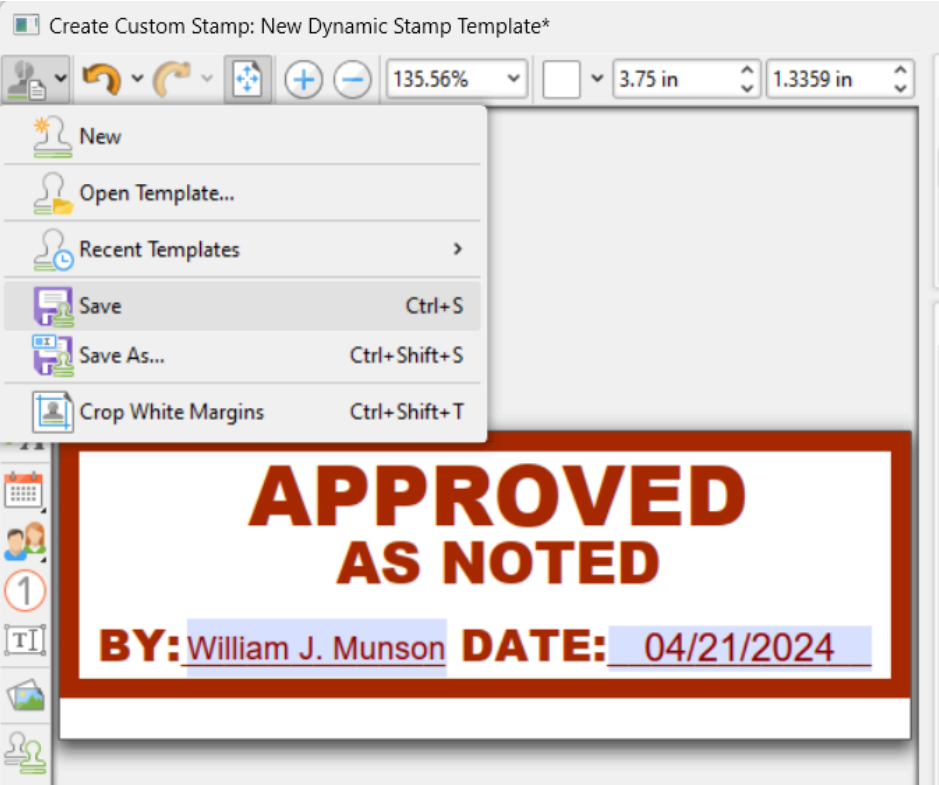 Create Custom Stamp: New Dynamic Stamp Template*
135.56% 3.75 in 1.3359 in
New
Open Template...
Recent Templates
Save Ctrl+S
Save As... Ctrl+Shift+S
Crop White Margins Ctrl+Shift+T
APPROVED
AS NOTED
BY: William J. Munson DATE: 04/21/2024
1
T